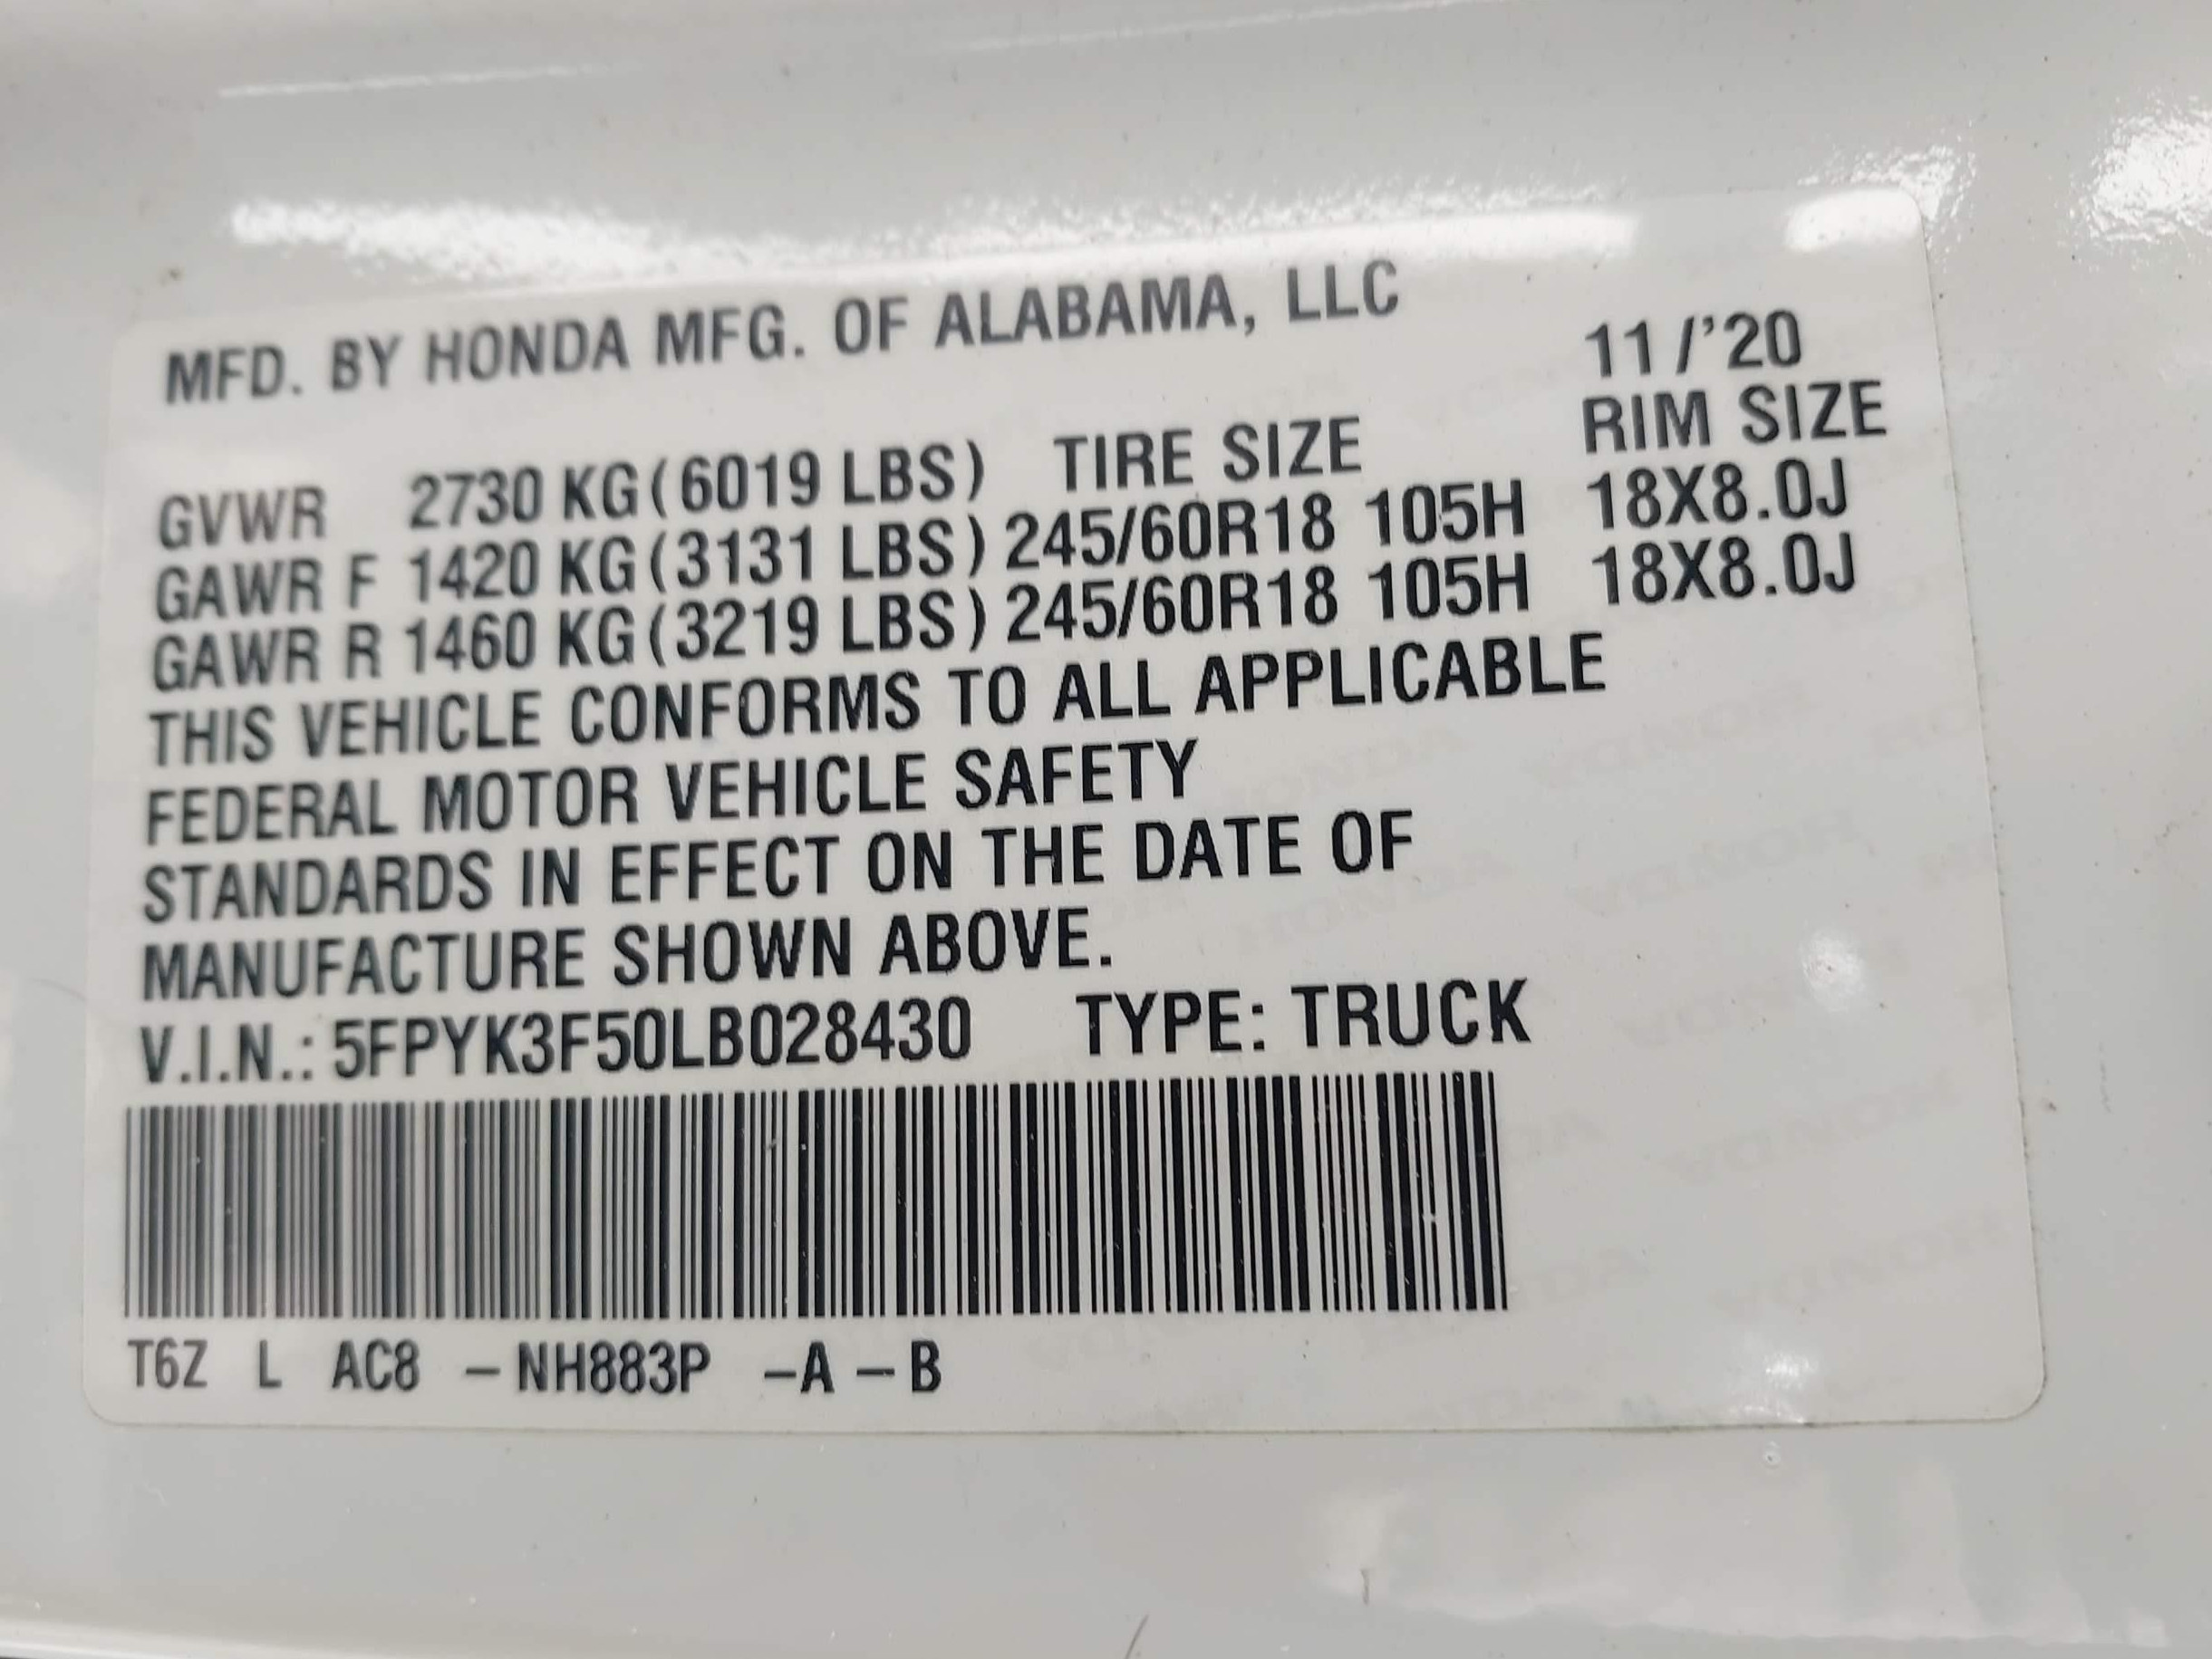 MFD. BY HONDA MFG. OF ALABAMA, LLC 11/'20
GVWR 2730 KG(6019 LBS) TIRE SIZE RIM SIZE
GAWR F 1420 KG(3131 LBS) 245/60R18 105H 18X8.0J
GAWR R 1460 KG(3219 LBS) 245/60R18 105H 18X8.0J
THIS VEHICLE CONFORMS TO ALL APPLICABLE
FEDERAL MOTOR VEHICLE SAFETY
STANDARDS IN EFFECT ON THE DATE OF
MANUFACTURE SHOWN ABOVE.
V.I.N.: 5FPYK3F50LB028430 TYPE: TRUCK
T6Z L AC8 –NH883P –A –B